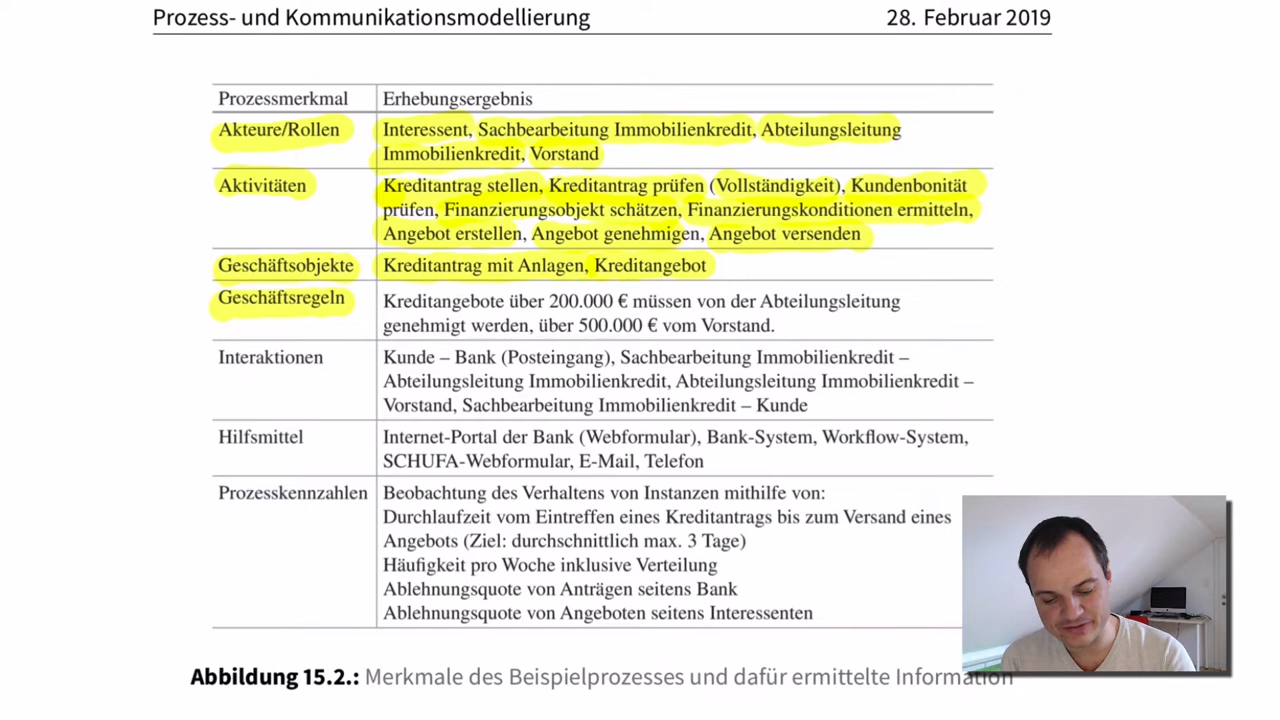 Prozess- und Kommunikationsmodellierung 28. Februar 2019
Prozessmerkmal Erhebungsergebnis
Akteure/Rollen Interessent, Sachbearbeitung Immobilienkredit, Abteilungsleitung
Immobilienkredit, Vorstand
Aktivitäten Kreditantrag stellen, Kreditantrag prüfen (Vollständigkeit), Kundenbonität
prüfen, Finanzierungsobjekt schätzen, Finanzierungskonditionen ermitteln,
Angebot erstellen, Angebot genehmigen, Angebot versenden
Geschäftsobjekte Kreditantrag mit Anlagen, Kreditangebot
Geschäftsregeln Kreditangebote über 200.000 € müssen von der Abteilungsleitung
genehmigt werden, über 500.000 € vom Vorstand.
Interaktionen Kunde – Bank (Posteingang), Sachbearbeitung Immobilienkredit –
Abteilungsleitung Immobilienkredit, Abteilungsleitung Immobilienkredit –
Vorstand, Sachbearbeitung Immobilienkredit – Kunde
Hilfsmittel Internet-Portal der Bank (Webformular), Bank-System, Workflow-System,
SCHUFA-Webformular, E-Mail, Telefon
Prozesskennzahlen Beobachtung des Verhaltens von Instanzen mithilfe von:
Durchlaufzeit vom Eintreffen eines Kreditantrags bis zum Versand eines
Angebots (Ziel: durchschnittlich max. 3 Tage)
Häufigkeit pro Woche inklusive Verteilung
Ablehnungsquote von Anträgen seitens Bank
Ablehnungsquote von Angeboten seitens Interessenten
Abbildung 15.2.: Merkmale des Beispielprozesses und dafür ermittelte Information